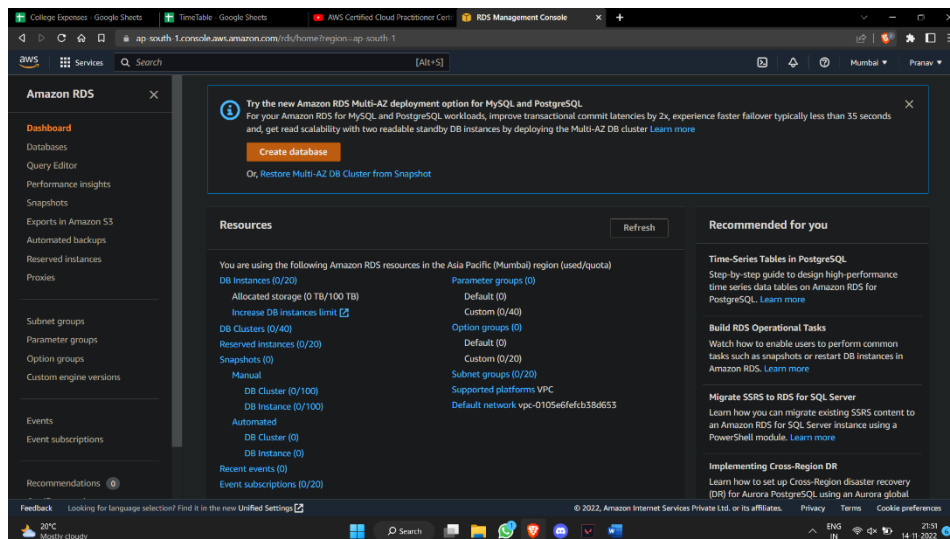 College Expenses - Google Sheets
TimeTable - Google Sheets
AWS Certified Cloud Practitioner Cert
RDS Management Console
ap-south-1.console.aws.amazon.com/rds/home?region=ap-south-1
aws
Services
Search
[Alt+S]
Mumbai
Pranav
Amazon RDS
Dashboard
Databases
Query Editor
Performance insights
Snapshots
Exports in Amazon S3
Automated backups
Reserved instances
Proxies
Subnet groups
Parameter groups
Option groups
Custom engine versions
Events
Event subscriptions
Recommendations 0
Try the new Amazon RDS Multi-AZ deployment option for MySQL and PostgreSQL
For your Amazon RDS for MySQL and PostgreSQL workloads, improve transactional commit latencies by 2x, experience faster failover typically less than 35 seconds
and, get read scalability with two readable standby DB instances by deploying the Multi-AZ DB cluster Learn more
Create database
Or, Restore Multi-AZ DB Cluster from Snapshot
Resources
Refresh
You are using the following Amazon RDS resources in the Asia Pacific (Mumbai) region (used/quota)
DB Instances (0/20)
Allocated storage (0 TB/100 TB)
Increase DB instances limit
DB Clusters (0/40)
Reserved instances (0/20)
Snapshots (0)
Manual
DB Cluster (0/100)
DB Instance (0/100)
Automated
DB Cluster (0)
DB Instance (0)
Recent events (0)
Event subscriptions (0/20)
Parameter groups (0)
Default (0)
Custom (0/40)
Option groups (0)
Default (0)
Custom (0/20)
Subnet groups (0/20)
Supported platforms VPC
Default network vpc-0105e6fefcb38d653
Recommended for you
Time-Series Tables in PostgreSQL
Step-by-step guide to design high-performance
time series data tables on Amazon RDS for
PostgreSQL. Learn more
Build RDS Operational Tasks
Watch how to enable users to perform common
tasks such as snapshots or restart DB instances in
Amazon RDS. Learn more
Migrate SSRS to RDS for SQL Server
Learn how you can migrate existing SSRS content to
an Amazon RDS for SQL Server instance using a
PowerShell module. Learn more
Implementing Cross-Region DR
Learn how to set up Cross-Region disaster recovery
(DR) for Aurora PostgreSQL using an Aurora global
Feedback
Looking for language selection? Find it in the new Unified Settings
© 2022, Amazon Internet Services Private Ltd. or its affiliates.
Privacy
Terms
Cookie preferences
20°C
Mostly cloudy
Search
ENG
IN
21:51
14-11-2022